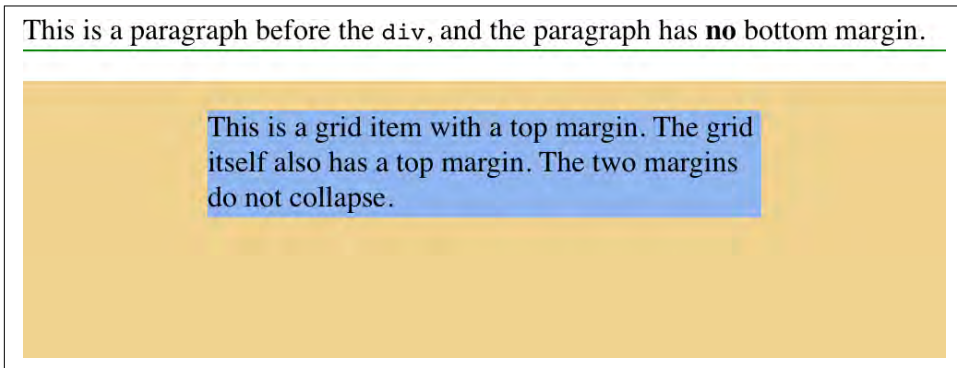 This is a paragraph before the div, and the paragraph has no bottom margin.
This is a grid item with a top margin. The grid
itself also has a top margin. The two margins
do not collapse.